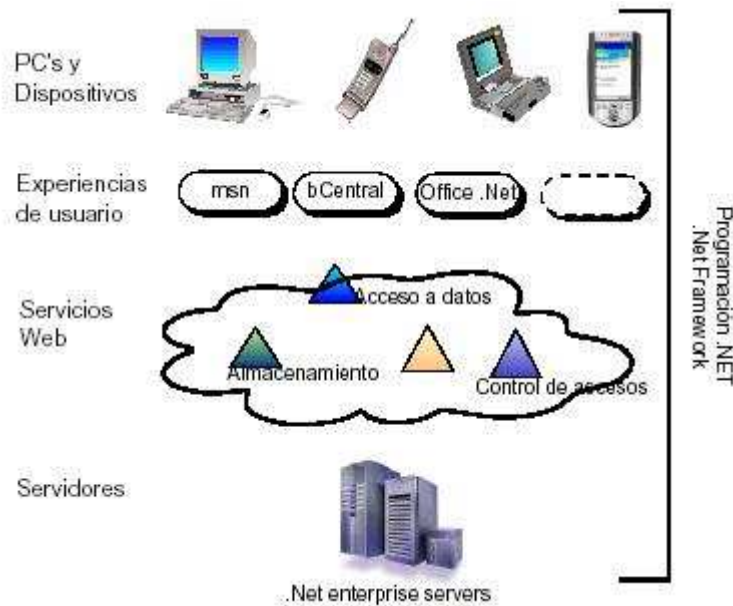 PC's y
Dispositivos
Experiencias
de usuario
msn
bCentral
Office .Net
Servicios
Web
Acceso a datos
Almacenamiento
Control de accesos
Servidores
.Net enterprise servers
Programación .NET
.Net Framework